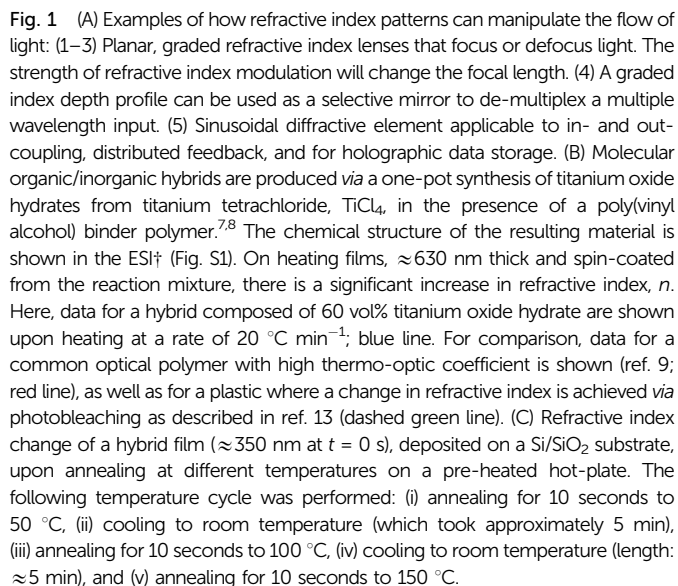 Fig. 1 (A) Examples of how refractive index patterns can manipulate the flow of
light: (1–3) Planar, graded refractive index lenses that focus or defocus light. The
strength of refractive index modulation will change the focal length. (4) A graded
index depth profile can be used as a selective mirror to de-multiplex a multiple
wavelength input. (5) Sinusoidal diffractive element applicable to in- and out-
coupling, distributed feedback, and for holographic data storage. (B) Molecular
organic/inorganic hybrids are produced via a one-pot synthesis of titanium oxide
hydrates from titanium tetrachloride, TiCl₄, in the presence of a poly(vinyl
alcohol) binder polymer.⁷,⁸ The chemical structure of the resulting material is
shown in the ESI† (Fig. S1). On heating films, ≈630 nm thick and spin-coated
from the reaction mixture, there is a significant increase in refractive index, n.
Here, data for a hybrid composed of 60 vol% titanium oxide hydrate are shown
upon heating at a rate of 20 °C min⁻¹; blue line. For comparison, data for a
common optical polymer with high thermo-optic coefficient is shown (ref. 9;
red line), as well as for a plastic where a change in refractive index is achieved via
photobleaching as described in ref. 13 (dashed green line). (C) Refractive index
change of a hybrid film (≈350 nm at t = 0 s), deposited on a Si/SiO₂ substrate,
upon annealing at different temperatures on a pre-heated hot-plate. The
following temperature cycle was performed: (i) annealing for 10 seconds to
50 °C, (ii) cooling to room temperature (which took approximately 5 min),
(iii) annealing for 10 seconds to 100 °C, (iv) cooling to room temperature (length:
≈5 min), and (v) annealing for 10 seconds to 150 °C.